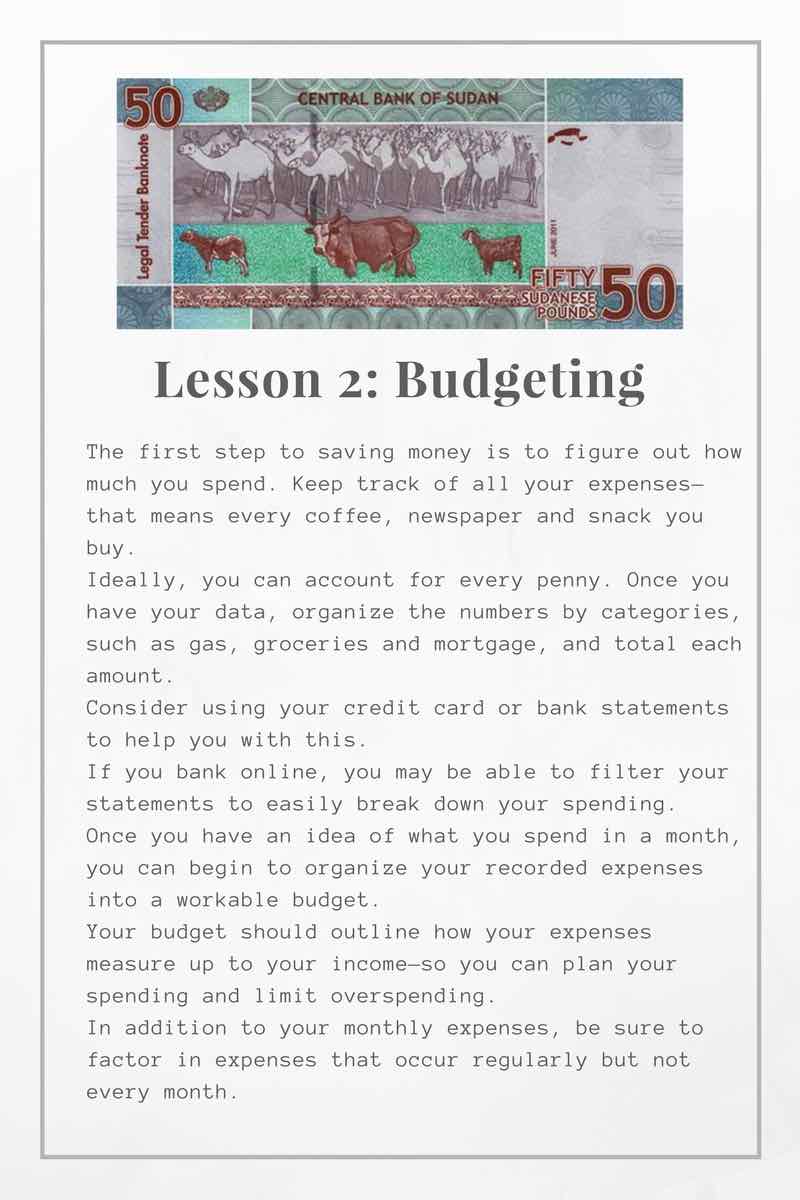 50
CENTRAL BANK OF SUDAN
Legal Tender Banknote
JUNE 2011
FIFTY
SUDANESE
POUNDS
50
Lesson 2: Budgeting
The first step to saving money is to figure out how
much you spend. Keep track of all your expenses—
that means every coffee, newspaper and snack you
buy.
Ideally, you can account for every penny. Once you
have your data, organize the numbers by categories,
such as gas, groceries and mortgage, and total each
amount.
Consider using your credit card or bank statements
to help you with this.
If you bank online, you may be able to filter your
statements to easily break down your spending.
Once you have an idea of what you spend in a month,
you can begin to organize your recorded expenses
into a workable budget.
Your budget should outline how your expenses
measure up to your income—so you can plan your
spending and limit overspending.
In addition to your monthly expenses, be sure to
factor in expenses that occur regularly but not
every month.